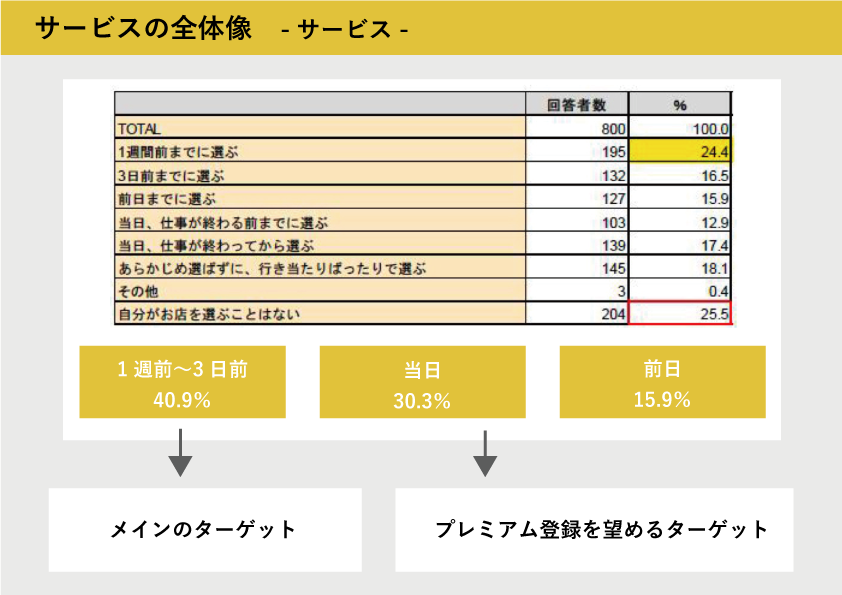 サービスの全体像 - サービス -
回答者数 %
TOTAL 800 100.0
1週間前までに選ぶ 195 24.4
3日前までに選ぶ 132 16.5
前日までに選ぶ 127 15.9
当日、仕事が終わる前までに選ぶ 103 12.9
当日、仕事が終わってから選ぶ 139 17.4
あらかじめ選ばずに、行き当たりばったりで選ぶ 145 18.1
その他 3 0.4
自分がお店を選ぶことはない 204 25.5
1週前〜3日前
40.9%
当日
30.3%
前日
15.9%
メインのターゲット
プレミアム登録を望めるターゲット